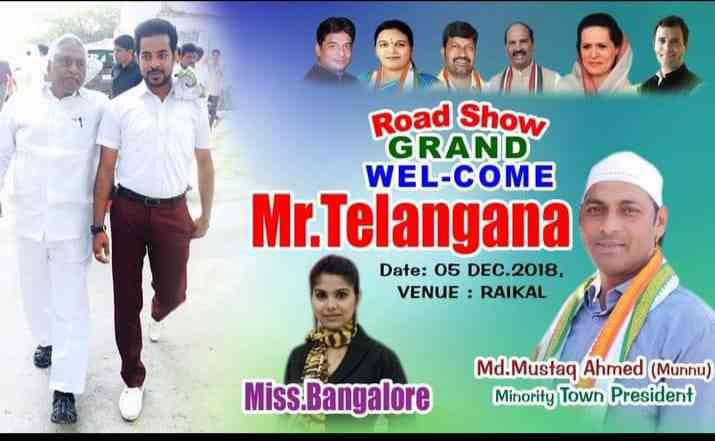 Road Show
GRAND
WEL-COME
Mr.Telangana
Date: 05 DEC.2018,
VENUE : RAIKAL
Md.Mustaq Ahmed (Munnu)
Minority Town President
Miss.Bangalore